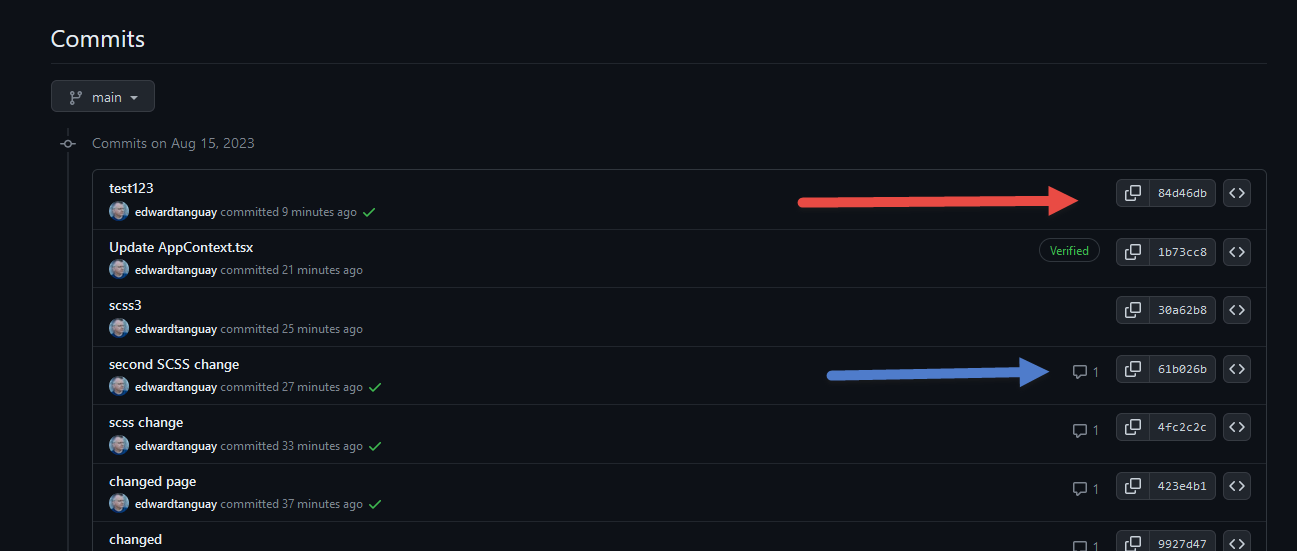 Commits
main
Commits on Aug 15, 2023
test123
84d46db
edwardtanguay committed 9 minutes ago
Update AppContext.tsx
Verified
1b73cc8
edwardtanguay committed 21 minutes ago
scss3
30a62b8
edwardtanguay committed 25 minutes ago
second SCSS change
1
61b026b
edwardtanguay committed 27 minutes ago
scss change
1
4fc2c2c
edwardtanguay committed 33 minutes ago
changed page
1
423e4b1
edwardtanguay committed 37 minutes ago
changed
1
9927d47